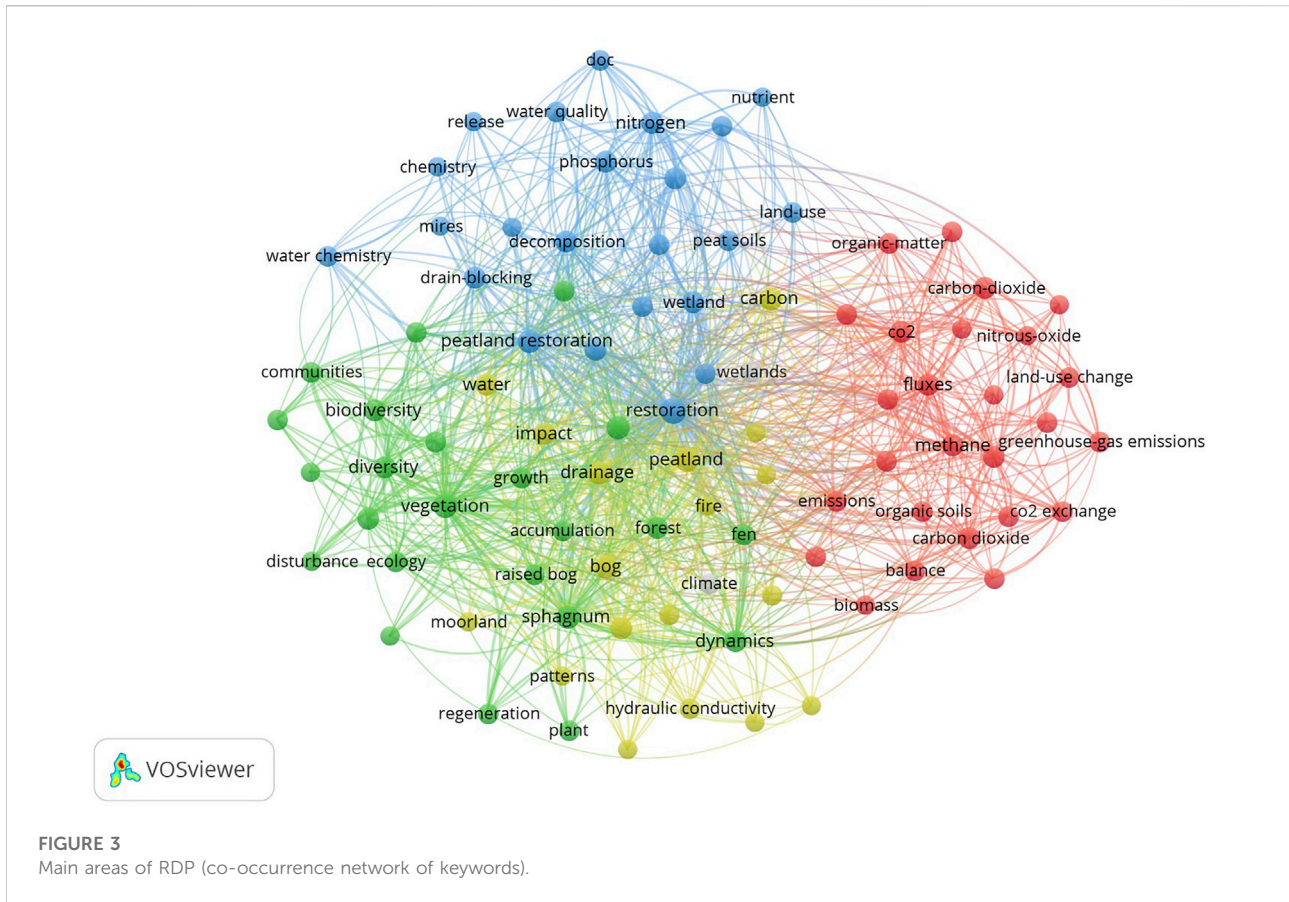 doc
nutrient
water quality
release
nitrogen
phosphorus
chemistry
land-use
mires
decomposition
peat soils
organic-matter
water chemistry
drain-blocking
carbon-dioxide
wetland
carbon
co2
nitrous-oxide
peatland restoration
communities
wetlands
land-use change
water
fluxes
biodiversity
restoration
impact
greenhouse-gas emissions
methane
peatland
diversity
drainage
growth
emissions
vegetation
fire
organic soils
co2 exchange
accumulation
forest
fen
carbon dioxide
disturbance
ecology
bog
balance
raised bog
climate
biomass
sphagnum
moorland
dynamics
patterns
hydraulic conductivity
regeneration
plant
VOSviewer
FIGURE 3
Main areas of RDP (co-occurrence network of keywords).